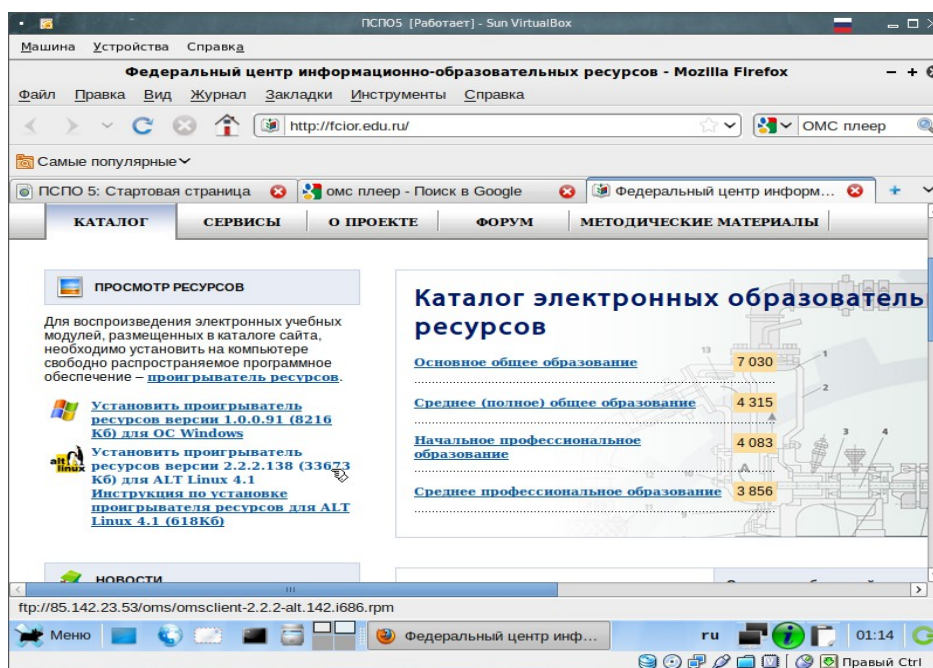 ПСПО5 [Работает] - Sun VirtualBox
Машина Устройства Справка
Федеральный центр информационно-образовательных ресурсов - Mozilla Firefox
Файл Правка Вид Журнал Закладки Инструменты Справка
http://fcior.edu.ru/ ОМС плеер
Самые популярные
ПСПО 5: Стартовая страница омс плеер - Поиск в Google Федеральный центр информ...
КАТАЛОГ СЕРВИСЫ О ПРОЕКТЕ ФОРУМ МЕТОДИЧЕСКИЕ МАТЕРИАЛЫ
ПРОСМОТР РЕСУРСОВ
Для воспроизведения электронных учебных
модулей, размещенных в каталоге сайта,
необходимо установить на компьютере
свободно распространяемое программное
обеспечение – проигрыватель ресурсов.
Установить проигрыватель
ресурсов версии 1.0.0.91 (8216
Кб) для ОС Windows
alt linux
Установить проигрыватель
ресурсов версии 2.2.2.138 (33673
Кб) для ALT Linux 4.1
Инструкция по установке
проигрывателя ресурсов для ALT
Linux 4.1 (618Кб)
НОВОСТИ
Каталог электронных образователь
ресурсов
Основное общее образование 7 030
Среднее (полное) общее образование 4 315
Начальное профессиональное
образование 4 083
Среднее профессиональное образование 3 856
13
1
2
3 4
A
ftp://85.142.23.53/oms/omsclient-2.2.2-alt.142.i686.rpm
Меню Федеральный центр инф... ru 01:14
Правый Ctrl